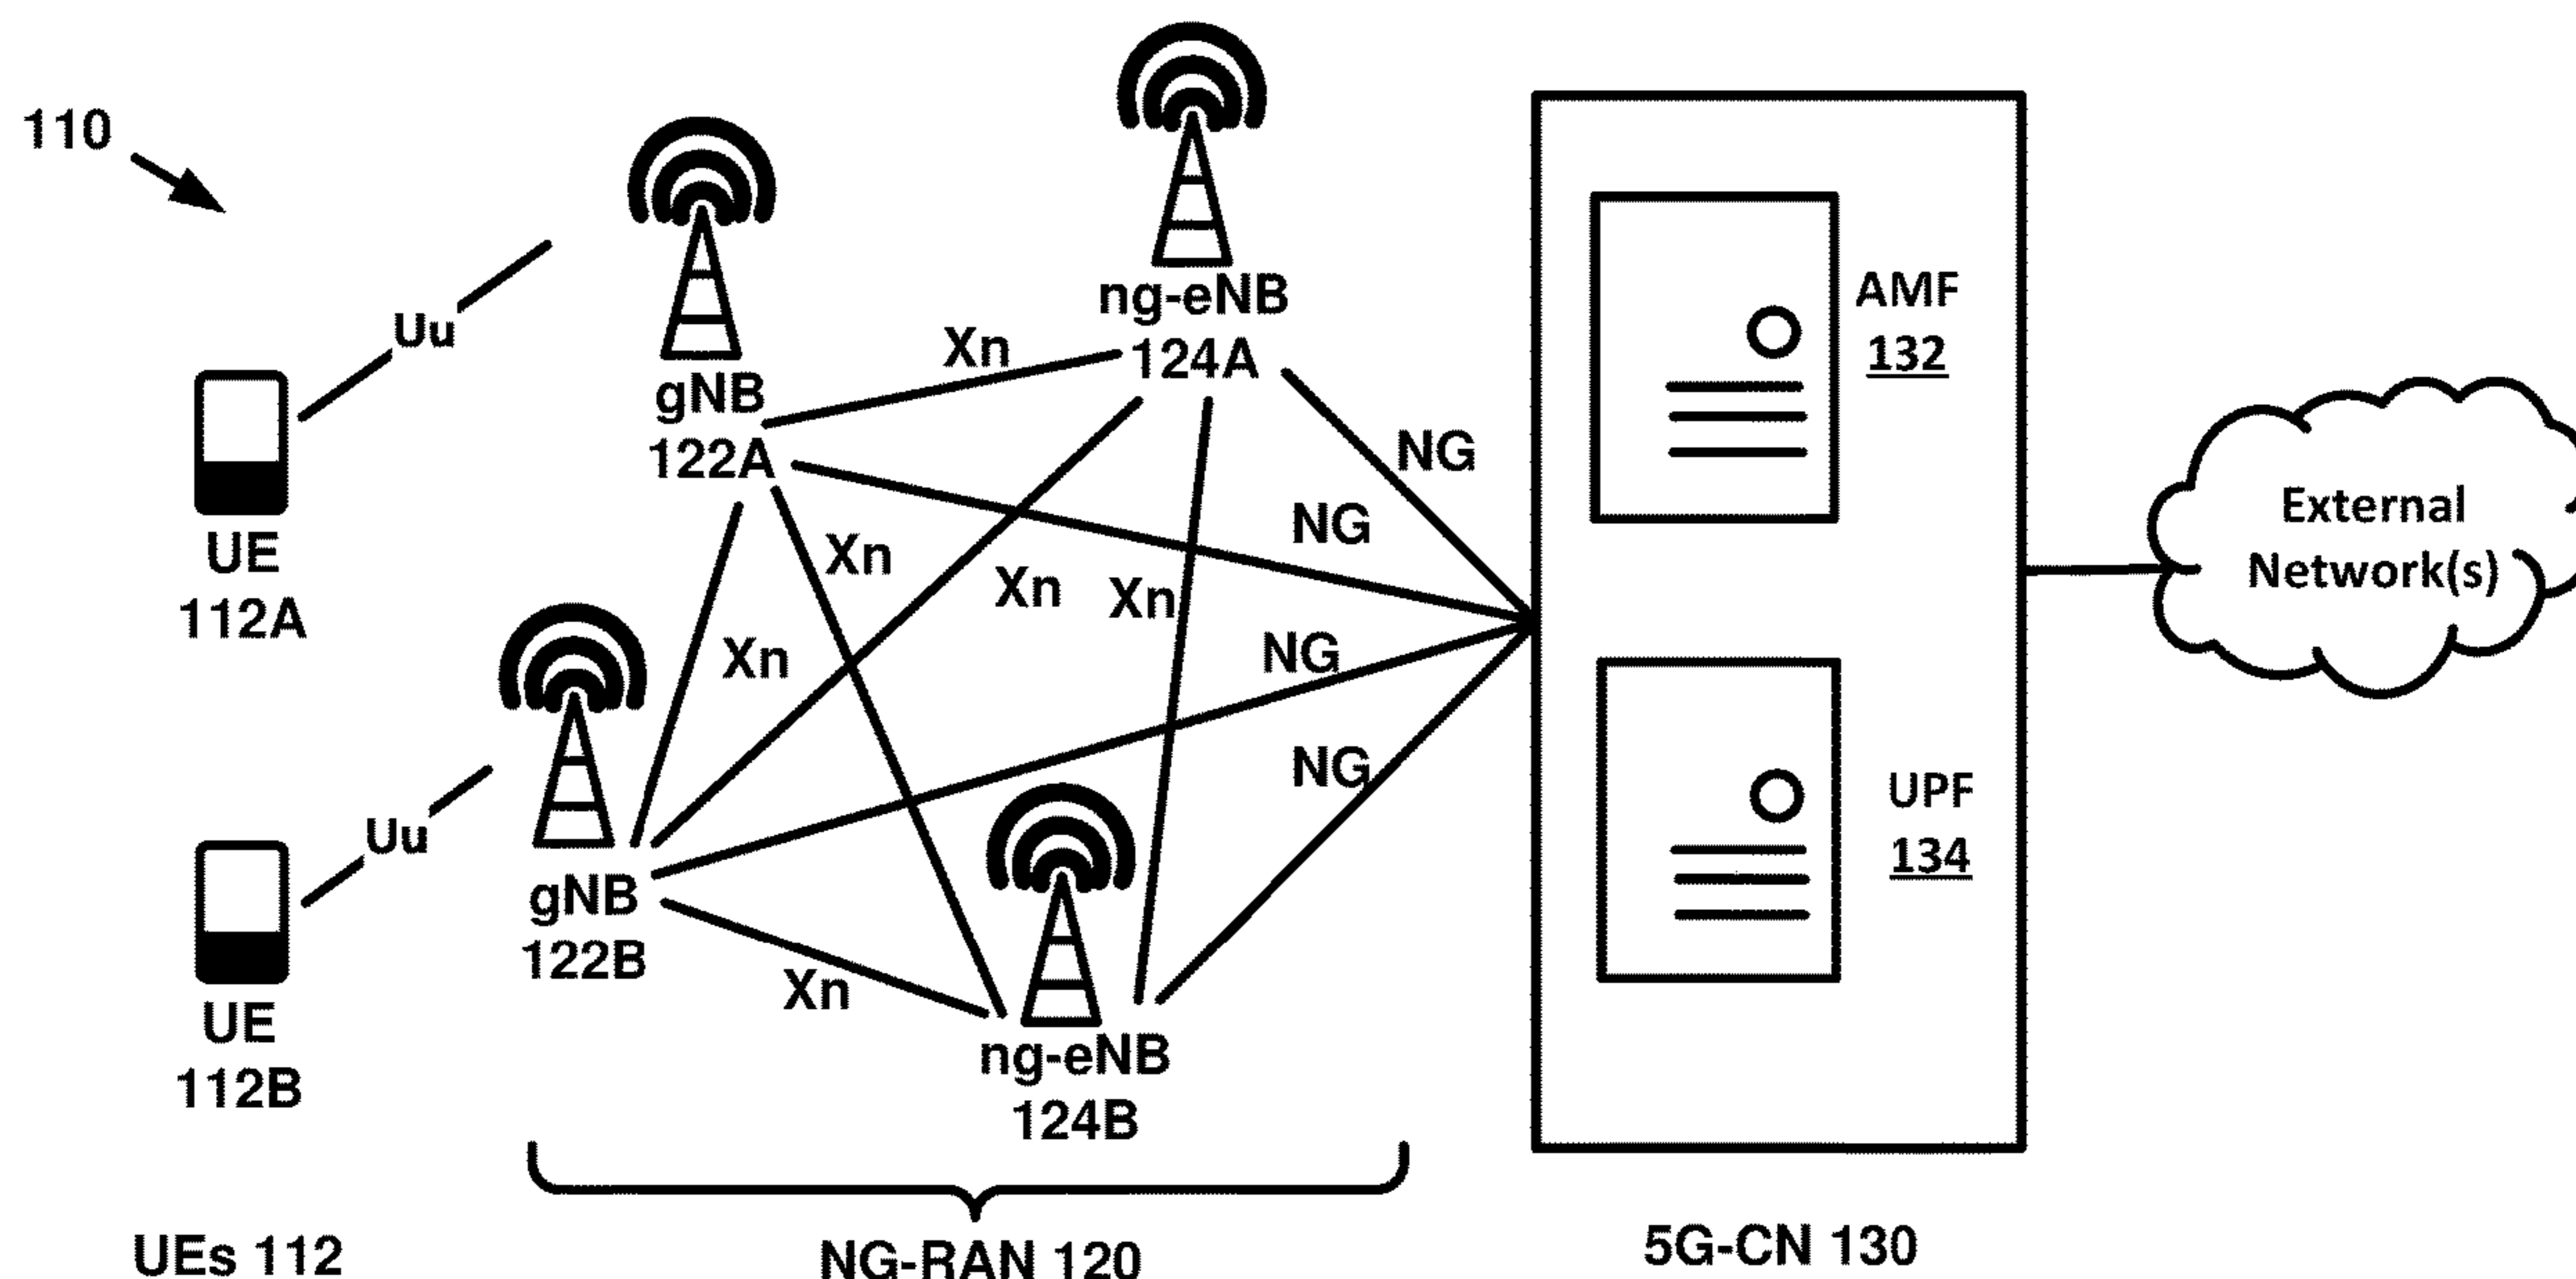 110
Uu
UE
112A
Uu
UE
112B
UEs 112
gNB
122A
gNB
122B
ng-eNB
124A
ng-eNB
124B
Xn
Xn
Xn
Xn
Xn
Xn
NG
NG
NG
NG
NG-RAN 120
AMF
132
UPF
134
5G-CN 130
External
Network(s)